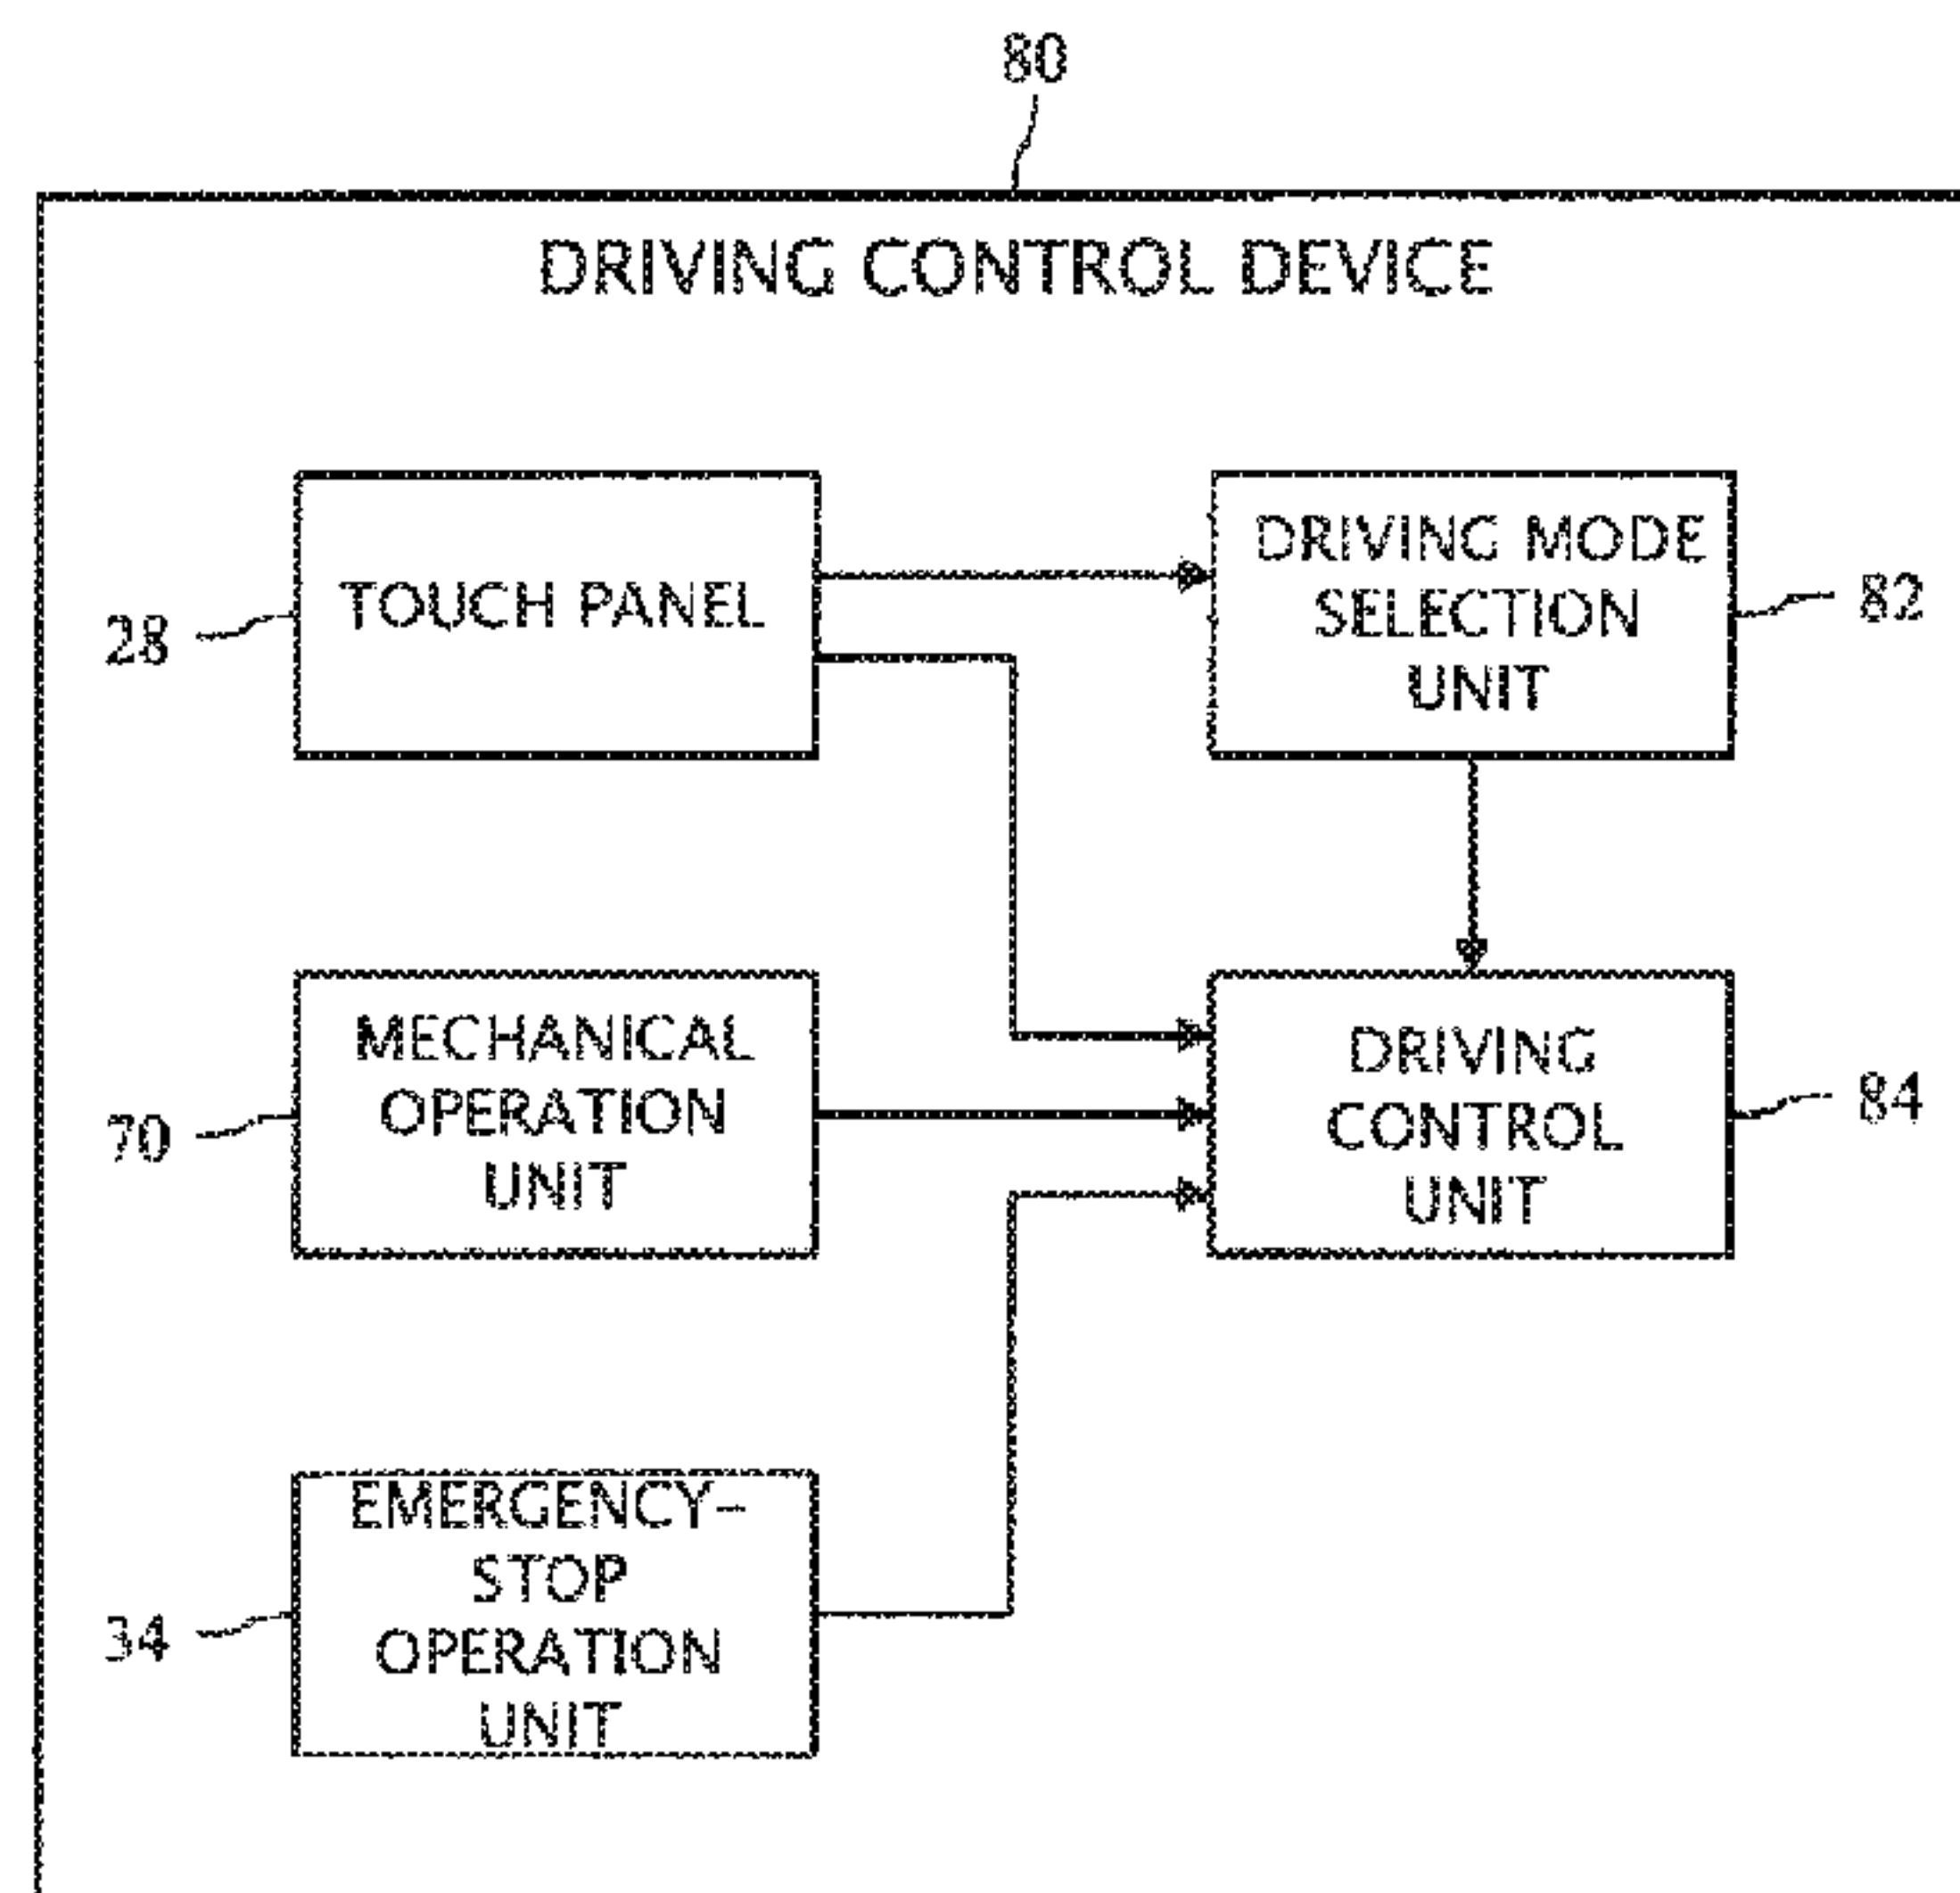 80
DRIVING CONTROL DEVICE
28
TOUCH PANEL
DRIVING MODE
SELECTION
UNIT
82
70
MECHANICAL
OPERATION
UNIT
DRIVING
CONTROL
UNIT
84
34
EMERGENCY-
STOP
OPERATION
UNIT